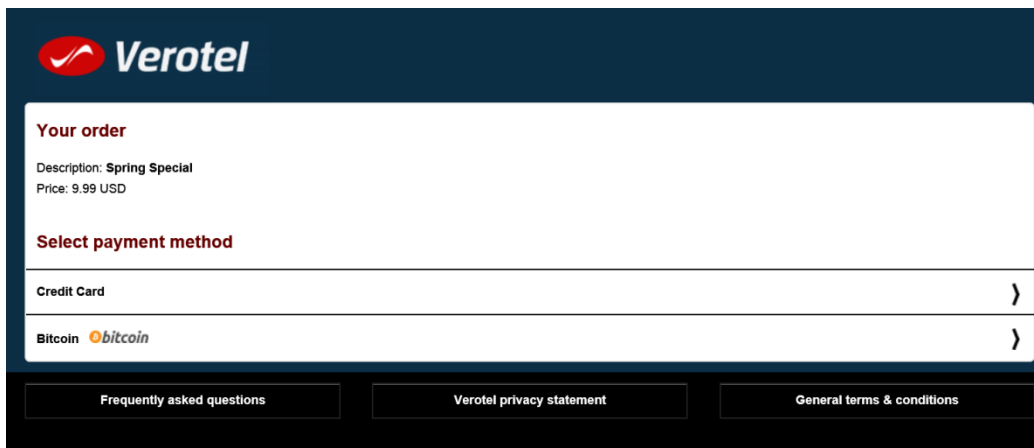 Verotel
Your order
Description: Spring Special
Price: 9.99 USD
Select payment method
Credit Card
Bitcoin bitcoin
Frequently asked questions
Verotel privacy statement
General terms & conditions